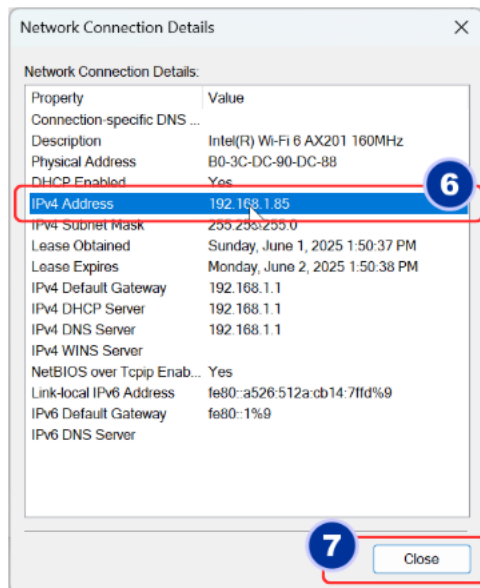 Network Connection Details
Network Connection Details:
Property Value
Connection-specific DNS ...
Description Intel(R) Wi-Fi 6 AX201 160MHz
Physical Address B0-3C-DC-90-DC-88
DHCP Enabled Yes
6
IPv4 Address 192.168.1.85
IPv4 Subnet Mask 255.255.255.0
Lease Obtained Sunday, June 1, 2025 1:50:37 PM
Lease Expires Monday, June 2, 2025 1:50:38 PM
IPv4 Default Gateway 192.168.1.1
IPv4 DHCP Server 192.168.1.1
IPv4 DNS Server 192.168.1.1
IPv4 WINS Server
NetBIOS over Tcpip Enab... Yes
Link-local IPv6 Address fe80::a526:512a:cb14:7ffd%9
IPv6 Default Gateway fe80::1%9
IPv6 DNS Server
7
Close